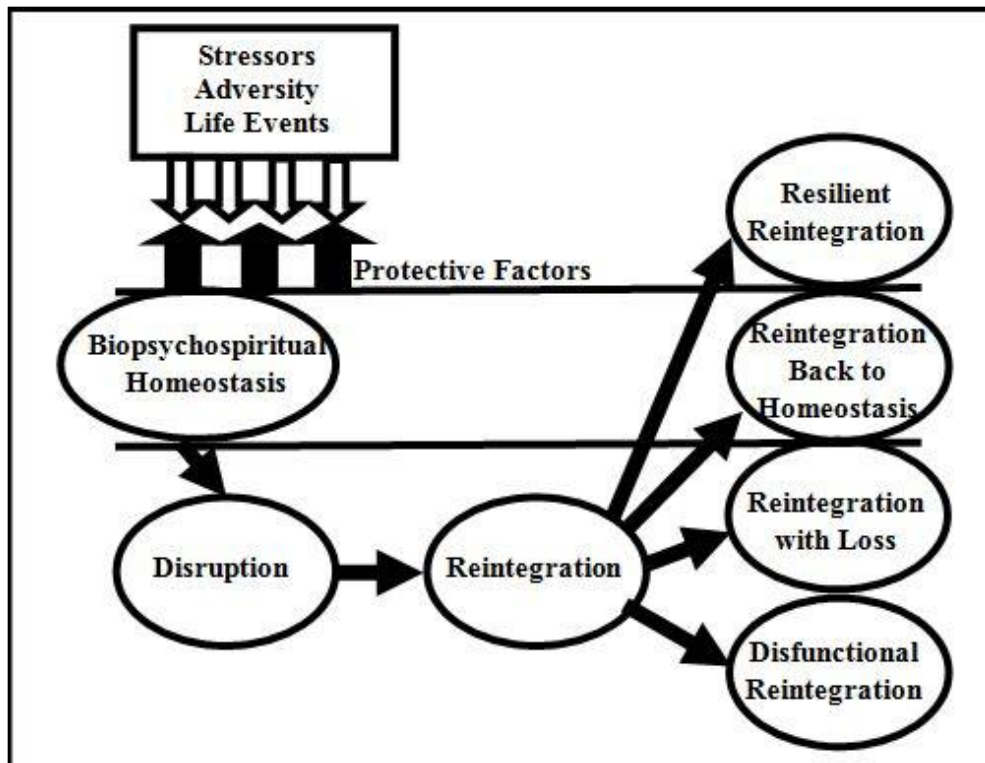 Stressors
Adversity
Life Events
Protective Factors
Biopsychospiritual
Homeostasis
Disruption
Reintegration
Resilient
Reintegration
Reintegration
Back to
Homeostasis
Reintegration
with Loss
Disfunctional
Reintegration